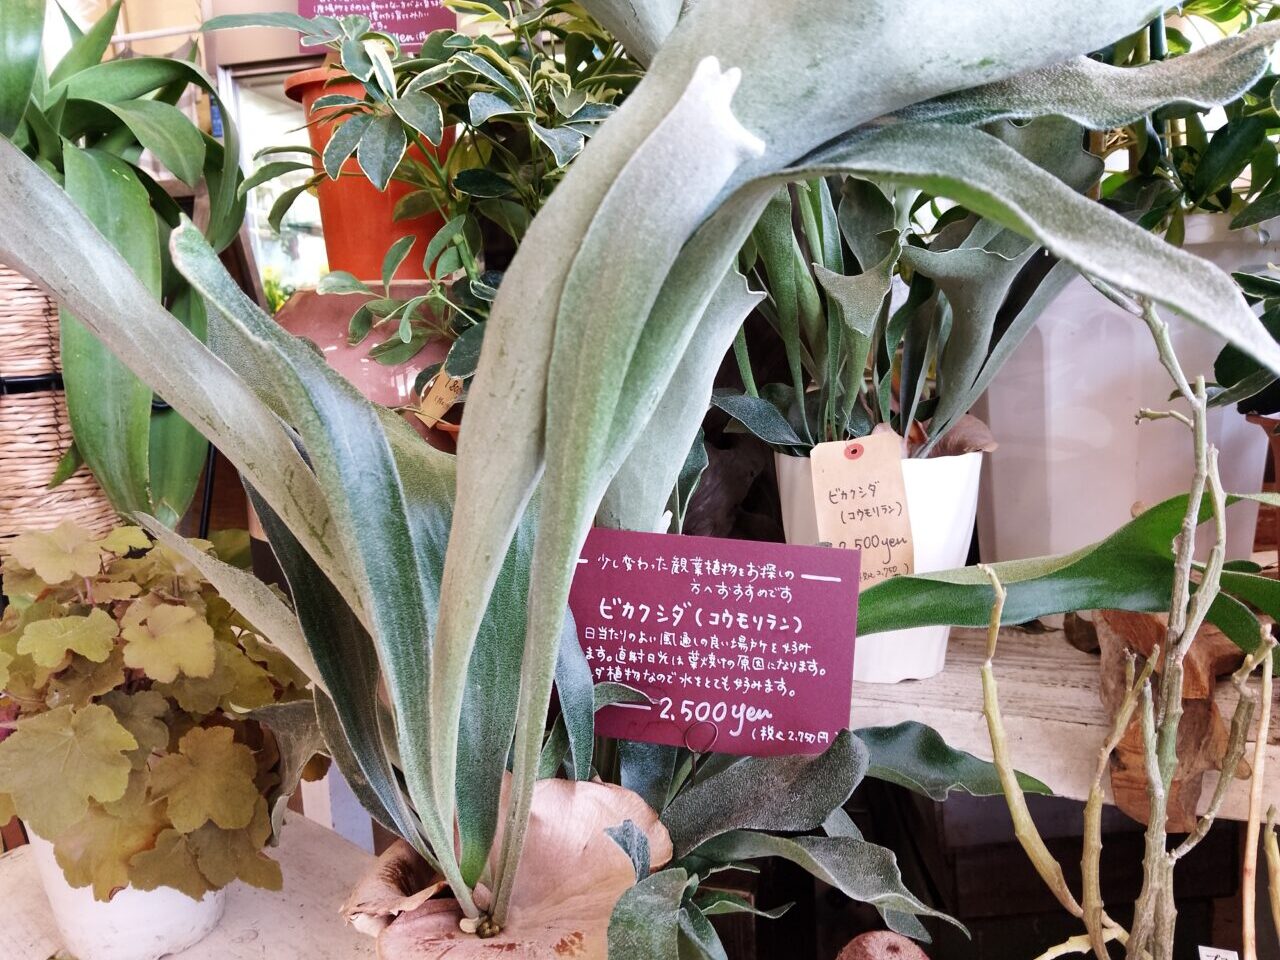 少し変わった観葉植物をお探しの
方へおすすめです
ビカクシダ(コウモリラン)
日当たりのよい風通しの良い場所を好み
ます。直射日光は葉焼けの原因になります。
ダ植物なので水をとても好みます。
2,500yen
(税込2,750円)
ビカクシダ
(コウモリラン)
2,500yen
yen